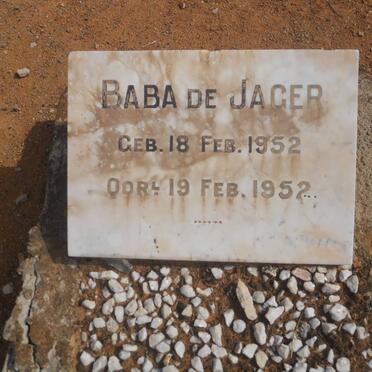 BABA DE JAGER
GEB. 18 FEB. 1952
OORL 19 FEB. 1952...
......